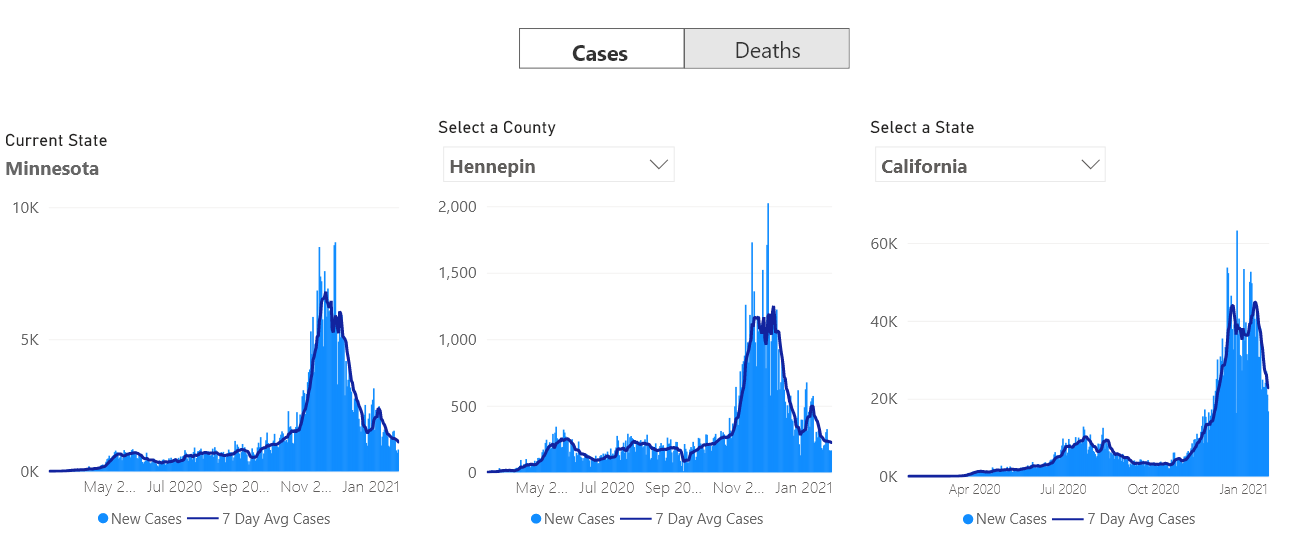 Cases Deaths
Current State
Minnesota
10K
5K
0K
May 2... Jul 2020 Sep 20... Nov 2... Jan 2021
New Cases 7 Day Avg Cases
Select a County
Hennepin
2,000
1,500
1,000
500
0
May 2... Jul 2020 Sep 20... Nov 2... Jan 2021
New Cases 7 Day Avg Cases
Select a State
California
60K
40K
20K
0K
Apr 2020 Jul 2020 Oct 2020 Jan 2021
New Cases 7 Day Avg Cases